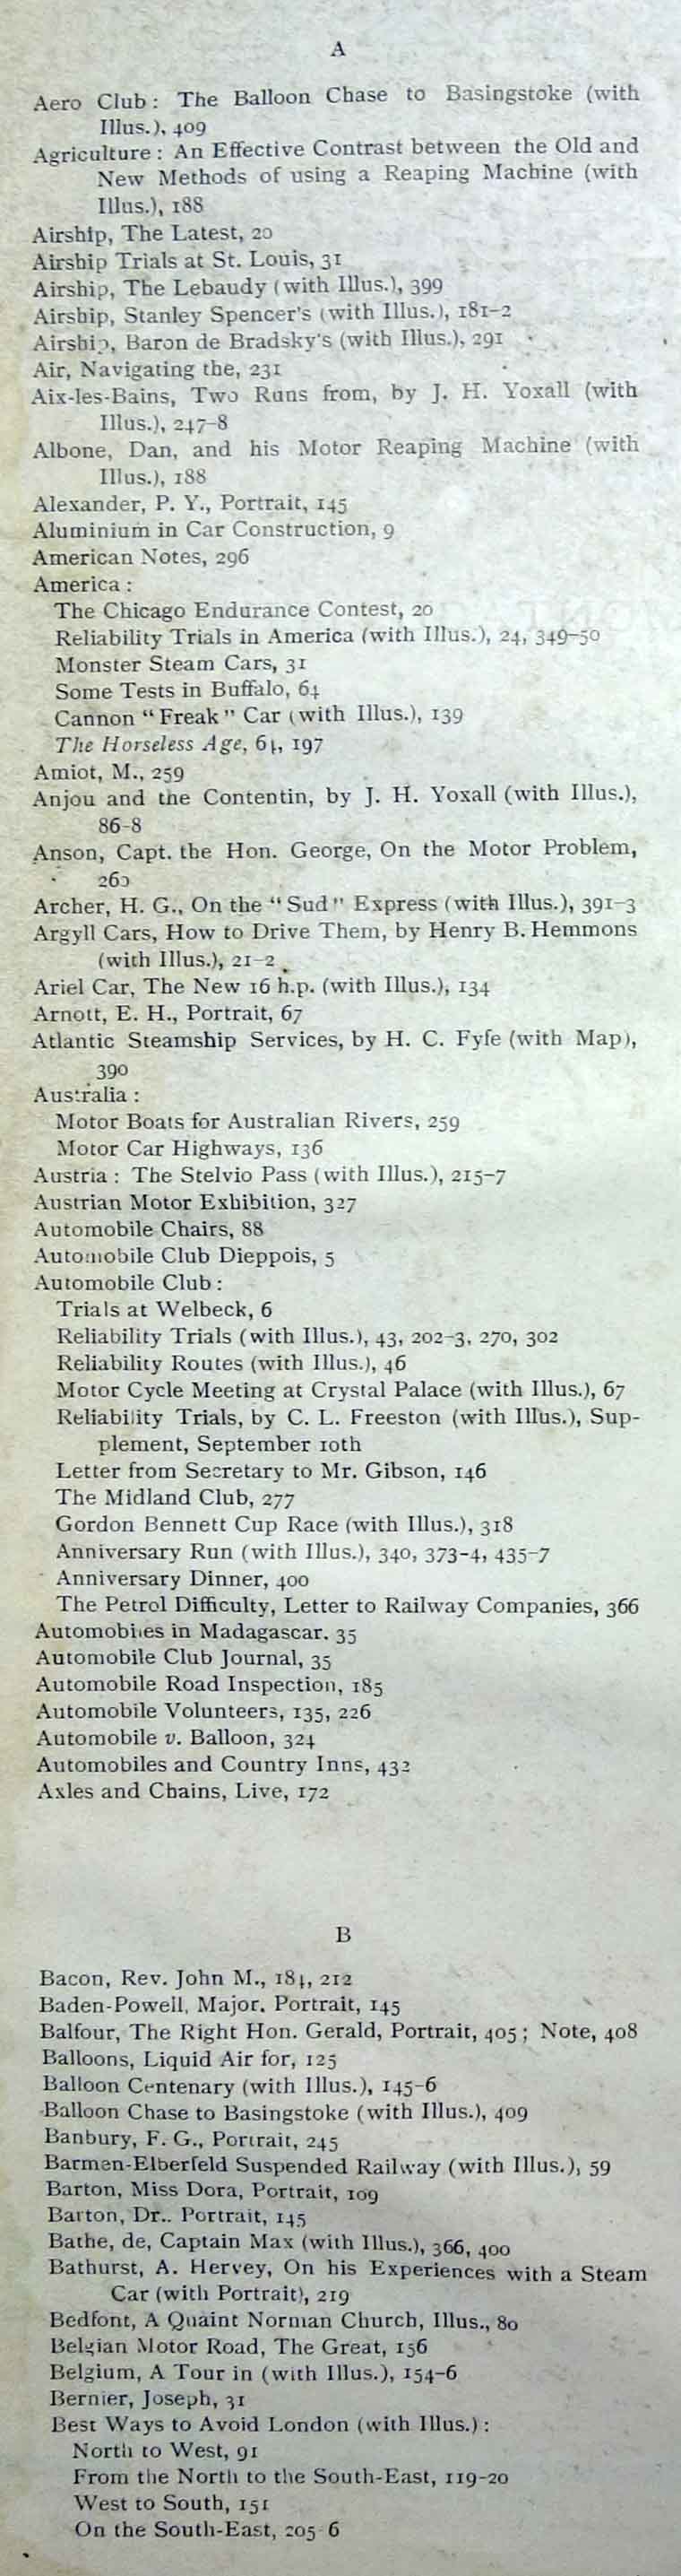 A
Aero Club: The Balloon Chase to Basingstoke (with
Illus.), 409
Agriculture: An Effective Contrast between the Old and
New Methods of using a Reaping Machine (with
Illus.), 188
Airship, The Latest, 20
Airship Trials at St. Louis, 31
Airship, The Lebaudy (with Illus.), 399
Airship, Stanley Spencer's (with Illus.), 181-2
Airship, Baron de Bradsky's (with Illus.), 291
Air, Navigating the, 231
Aix-les-Bains, Two Runs from, by J. H. Yoxall (with
Illus.), 247-8
Albone, Dan, and his Motor Reaping Machine (with
Illus.), 188
Alexander, P. Y., Portrait, 145
Aluminium in Car Construction, 9
American Notes, 296
America:
The Chicago Endurance Contest, 20
Reliability Trials in America (with Illus.), 24, 349-50
Monster Steam Cars, 31
Some Tests in Buffalo, 64
Cannon "Freak" Car (with Illus.), 139
The Horseless Age, 64, 197
Amiot, M., 259
Anjou and the Contentin, by J. H. Yoxall (with Illus.),
86-8
Anson, Capt. the Hon. George, On the Motor Problem,
260
Archer, H. G., On the "Sud" Express (with Illus.), 391-3
Argyll Cars, How to Drive Them, by Henry B. Hemmons
(with Illus.), 21-2
Ariel Car, The New 16 h.p. (with Illus.), 134
Arnott, E. H., Portrait, 67
Atlantic Steamship Services, by H. C. Fyfe (with Map),
390
Australia:
Motor Boats for Australian Rivers, 259
Motor Car Highways, 136
Austria: The Stelvio Pass (with Illus.), 215-7
Austrian Motor Exhibition, 327
Automobile Chairs, 88
Automobile Club Dieppois, 5
Automobile Club:
Trials at Welbeck, 6
Reliability Trials (with Illus.), 43, 202-3, 270, 302
Reliability Routes (with Illus.), 46
Motor Cycle Meeting at Crystal Palace (with Illus.), 67
Reliability Trials, by C. L. Freeston (with Illus.), Sup-
plement, September 10th
Letter from Secretary to Mr. Gibson, 146
The Midland Club, 277
Gordon Bennett Cup Race (with Illus.), 318
Anniversary Run (with Illus.), 340, 373-4, 435-7
Anniversary Dinner, 400
The Petrol Difficulty, Letter to Railway Companies, 366
Automobiles in Madagascar. 35
Automobile Club Journal, 35
Automobile Road Inspection, 185
Automobile Volunteers, 135, 226
Automobile v. Balloon, 324
Automobiles and Country Inns, 432
Axles and Chains, Live, 172
B
Bacon, Rev. John M., 184, 212
Baden-Powell, Major. Portrait, 145
Balfour, The Right Hon. Gerald, Portrait, 405; Note, 408
Balloons, Liquid Air for, 125
Balloon Centenary (with Illus.), 145-6
Balloon Chase to Basingstoke (with Illus.), 409
Banbury, F. G., Portrait, 245
Barmen-Elberfeld Suspended Railway (with Illus.), 59
Barton, Miss Dora, Portrait, 109
Barton, Dr.. Portrait, 145
Bathe, de, Captain Max (with Illus.), 366, 400
Bathurst, A. Hervey, On his Experiences with a Steam
Car (with Portrait), 219
Bedfont, A Quaint Norman Church, Illus., 80
Belgian Motor Road, The Great, 156
Belgium, A Tour in (with Illus.), 154-6
Bernier, Joseph, 31
Best Ways to Avoid London (with Illus.):
North to West, 91
From the North to the South-East, 119-20
West to South, 151
On the South-East, 205-6